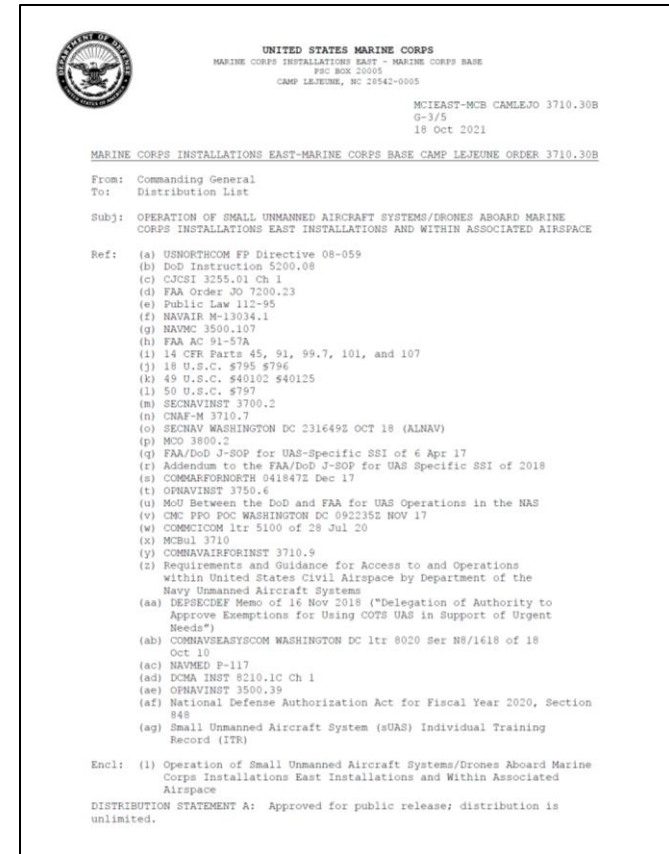 UNITED STATES MARINE CORPS
MARINE CORPS INSTALLATIONS EAST - MARINE CORPS BASE
PSC BOX 20005
CAMP LEJEUNE, NC 28542-0005
MCIEAST-MCB CAMLEJO 3710.30B
G-3/5
18 Oct 2021
MARINE CORPS INSTALLATIONS EAST-MARINE CORPS BASE CAMP LEJEUNE ORDER 3710.30B
From: Commanding General
To: Distribution List
Subj: OPERATION OF SMALL UNMANNED AIRCRAFT SYSTEMS/DRONES ABOARD MARINE
CORPS INSTALLATIONS EAST INSTALLATIONS AND WITHIN ASSOCIATED AIRSPACE
Ref: (a) USNORTHCOM FP Directive 08-059
(b) DoD Instruction 5200.08
(c) CJCSI 3255.01 Ch 1
(d) FAA Order JO 7200.23
(e) Public Law 112-95
(f) NAVAIR M-13034.1
(g) NAVMC 3500.107
(h) FAA AC 91-57A
(i) 14 CFR Parts 45, 91, 99.7, 101, and 107
(j) 18 U.S.C. §795 §796
(k) 49 U.S.C. §40102 §40125
(l) 50 U.S.C. §797
(m) SECNAVINST 3700.2
(n) CNAF-M 3710.7
(o) SECNAV WASHINGTON DC 231649Z OCT 18 (ALNAV)
(p) MCO 3800.2
(q) FAA/DoD J-SOP for UAS-Specific SSI of 6 Apr 17
(r) Addendum to the FAA/DoD J-SOP for UAS Specific SSI of 2018
(s) COMMARFORNORTH 041847Z Dec 17
(t) OPNAVINST 3750.6
(u) MoU Between the DoD and FAA for UAS Operations in the NAS
(v) CMC PPO POC WASHINGTON DC 092235Z NOV 17
(w) COMMCICOM ltr 5100 of 28 Jul 20
(x) MCBul 3710
(y) COMNAVAIRFORINST 3710.9
(z) Requirements and Guidance for Access to and Operations
within United States Civil Airspace by Department of the
Navy Unmanned Aircraft Systems
(aa) DEPSECDEF Memo of 16 Nov 2018 ("Delegation of Authority to
Approve Exemptions for Using COTS UAS in Support of Urgent
Needs")
(ab) COMNAVSEASYSCOM WASHINGTON DC ltr 8020 Ser N8/1618 of 18
Oct 10
(ac) NAVMED P-117
(ad) DCMA INST 8210.1C Ch 1
(ae) OPNAVINST 3500.39
(af) National Defense Authorization Act for Fiscal Year 2020, Section
848
(ag) Small Unmanned Aircraft System (sUAS) Individual Training
Record (ITR)
Encl: (1) Operation of Small Unmanned Aircraft Systems/Drones Aboard Marine
Corps Installations East Installations and Within Associated
Airspace
DISTRIBUTION STATEMENT A: Approved for public release; distribution is
unlimited.
DEPARTMENT OF DEFENSE